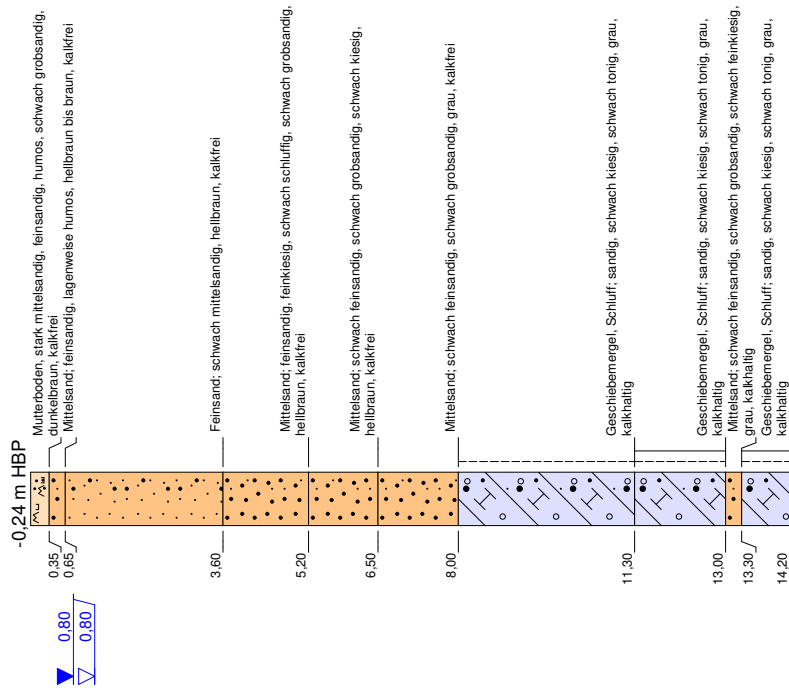 -0,24 m HBP
Mutterboden, stark mittelsandig, feinsandig, humos, schwach grobsandig,
dunkelbraun, kalkfrei
0,35
Mittelsand; feinsandig, lagenweise humos, hellbraun bis braun, kalkfrei
0,65
0,80
0,80
Feinsand; schwach mittelsandig, hellbraun, kalkfrei
3,60
Mittelsand; feinsandig, feinkiesig, schwach schluffig, schwach grobsandig,
hellbraun, kalkfrei
5,20
Mittelsand; schwach feinsandig, schwach grobsandig, schwach kiesig,
hellbraun, kalkfrei
6,50
Mittelsand; schwach feinsandig, schwach grobsandig, grau, kalkfrei
8,00
Geschiebemergel, Schluff; sandig, schwach kiesig, schwach tonig, grau,
kalkhaltig
11,30
Geschiebemergel, Schluff; sandig, schwach kiesig, schwach tonig, grau,
kalkhaltig
13,00
Mittelsand; schwach feinsandig, schwach grobsandig, schwach feinkiesig,
grau, kalkhaltig
13,30
Geschiebemergel, Schluff; sandig, schwach kiesig, schwach tonig, grau,
kalkhaltig
14,20